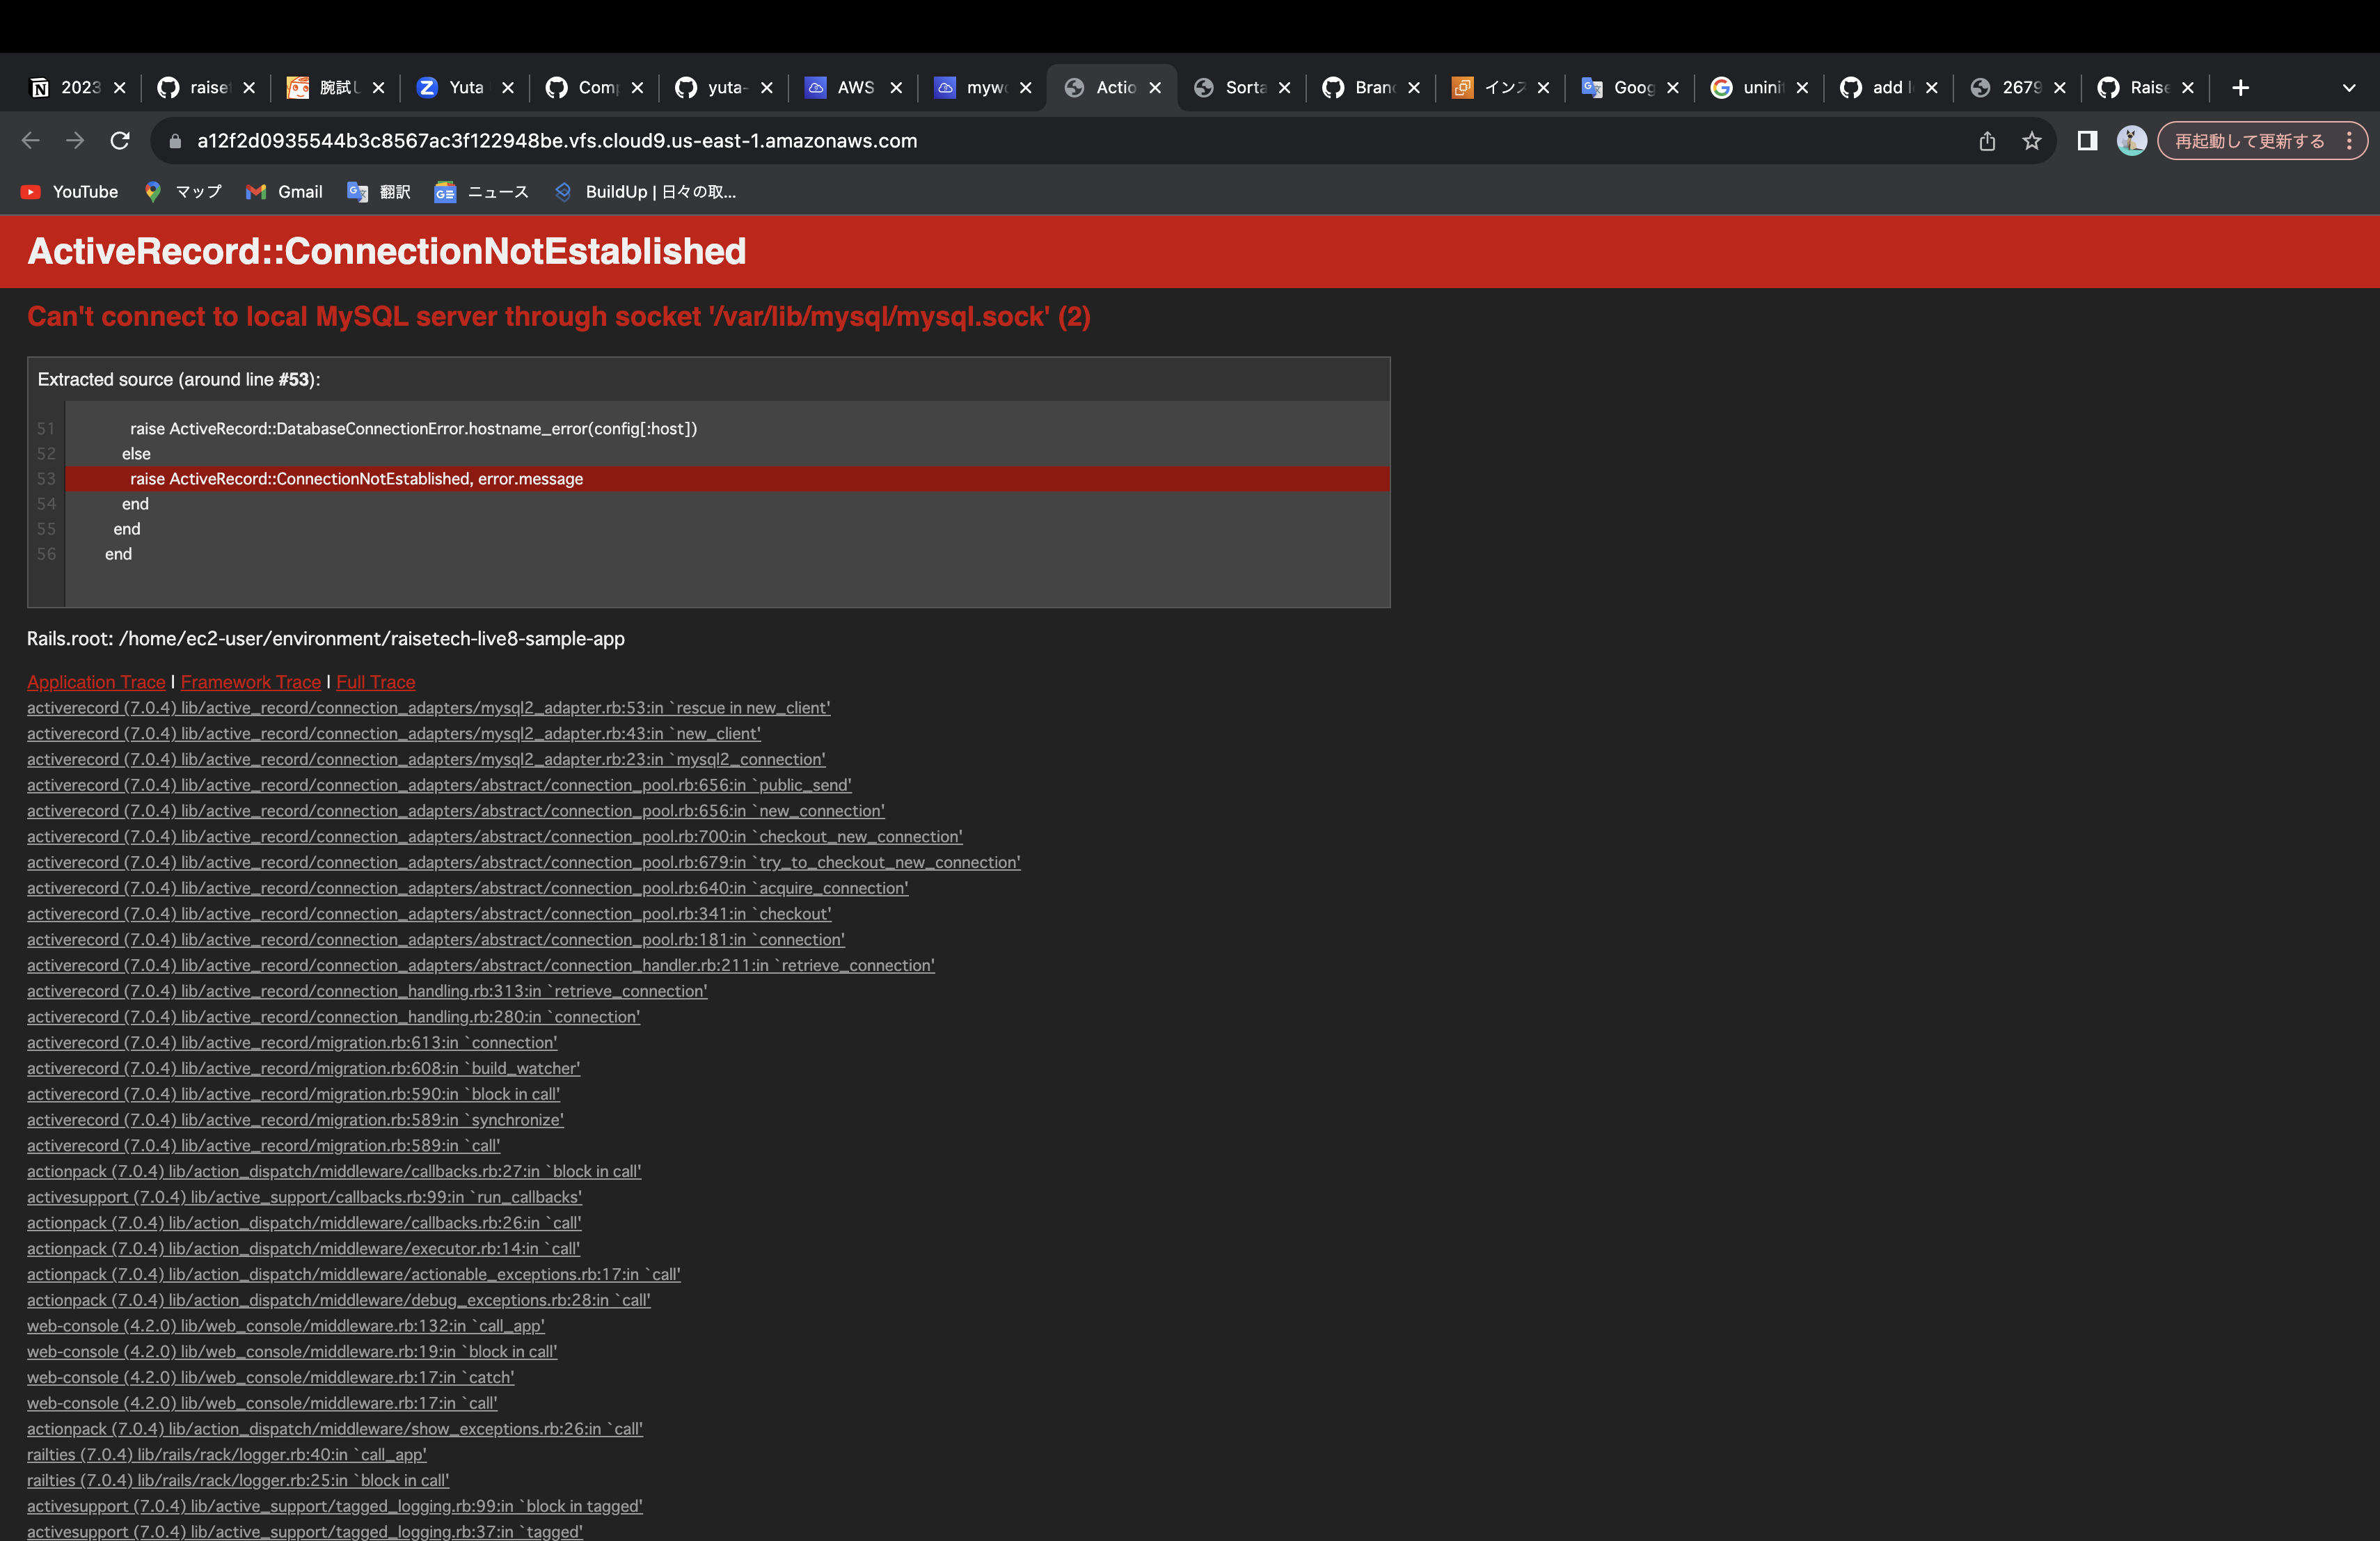 2023
raise
腕試し
Yuta
Com
yuta-
AWS
myw
Actio
Sorta
Bran
イン
Goog
unini
add
2679
Raise
a12f2d0935544b3c8567ac3f122948be.vfs.cloud9.us-east-1.amazonaws.com
再起動して更新する
YouTube
マップ
Gmail
翻訳
ニュース
BuildUp | 日々の取...
ActiveRecord::ConnectionNotEstablished
Can't connect to local MySQL server through socket '/var/lib/mysql/mysql.sock' (2)
Extracted source (around line #53):
51 raise ActiveRecord::DatabaseConnectionError.hostname_error(config[:host])
52 else
53 raise ActiveRecord::ConnectionNotEstablished, error.message
54 end
55 end
56 end
Rails.root: /home/ec2-user/environment/raisetech-live8-sample-app
Application Trace | Framework Trace | Full Trace
activerecord (7.0.4) lib/active_record/connection_adapters/mysql2_adapter.rb:53:in `rescue in new_client'
activerecord (7.0.4) lib/active_record/connection_adapters/mysql2_adapter.rb:43:in `new_client'
activerecord (7.0.4) lib/active_record/connection_adapters/mysql2_adapter.rb:23:in `mysql2_connection'
activerecord (7.0.4) lib/active_record/connection_adapters/abstract/connection_pool.rb:656:in `public_send'
activerecord (7.0.4) lib/active_record/connection_adapters/abstract/connection_pool.rb:656:in `new_connection'
activerecord (7.0.4) lib/active_record/connection_adapters/abstract/connection_pool.rb:700:in `checkout_new_connection'
activerecord (7.0.4) lib/active_record/connection_adapters/abstract/connection_pool.rb:679:in `try_to_checkout_new_connection'
activerecord (7.0.4) lib/active_record/connection_adapters/abstract/connection_pool.rb:640:in `acquire_connection'
activerecord (7.0.4) lib/active_record/connection_adapters/abstract/connection_pool.rb:341:in `checkout'
activerecord (7.0.4) lib/active_record/connection_adapters/abstract/connection_pool.rb:181:in `connection'
activerecord (7.0.4) lib/active_record/connection_adapters/abstract/connection_handler.rb:211:in `retrieve_connection'
activerecord (7.0.4) lib/active_record/connection_handling.rb:313:in `retrieve_connection'
activerecord (7.0.4) lib/active_record/connection_handling.rb:280:in `connection'
activerecord (7.0.4) lib/active_record/migration.rb:613:in `connection'
activerecord (7.0.4) lib/active_record/migration.rb:608:in `build_watcher'
activerecord (7.0.4) lib/active_record/migration.rb:590:in `block in call'
activerecord (7.0.4) lib/active_record/migration.rb:589:in `synchronize'
activerecord (7.0.4) lib/active_record/migration.rb:589:in `call'
actionpack (7.0.4) lib/action_dispatch/middleware/callbacks.rb:27:in `block in call'
activesupport (7.0.4) lib/active_support/callbacks.rb:99:in `run_callbacks'
actionpack (7.0.4) lib/action_dispatch/middleware/callbacks.rb:26:in `call'
actionpack (7.0.4) lib/action_dispatch/middleware/executor.rb:14:in `call'
actionpack (7.0.4) lib/action_dispatch/middleware/actionable_exceptions.rb:17:in `call'
actionpack (7.0.4) lib/action_dispatch/middleware/debug_exceptions.rb:28:in `call'
web-console (4.2.0) lib/web_console/middleware.rb:132:in `call_app'
web-console (4.2.0) lib/web_console/middleware.rb:19:in `block in call'
web-console (4.2.0) lib/web_console/middleware.rb:17:in `catch'
web-console (4.2.0) lib/web_console/middleware.rb:17:in `call'
actionpack (7.0.4) lib/action_dispatch/middleware/show_exceptions.rb:26:in `call'
railties (7.0.4) lib/rails/rack/logger.rb:40:in `call_app'
railties (7.0.4) lib/rails/rack/logger.rb:25:in `block in call'
activesupport (7.0.4) lib/active_support/tagged_logging.rb:99:in `block in tagged'
activesupport (7.0.4) lib/active_support/tagged_logging.rb:37:in `tagged'